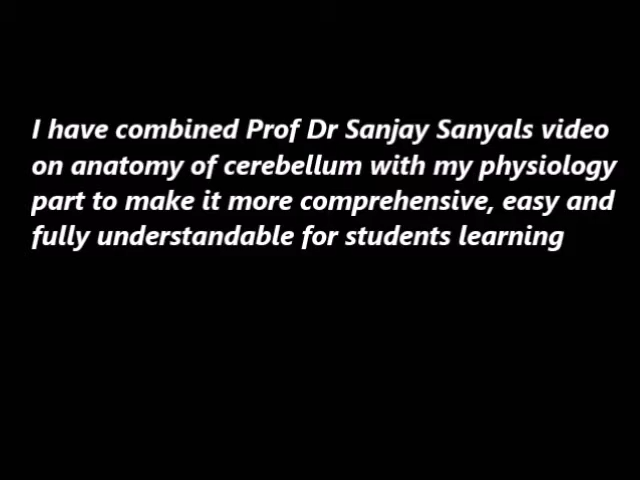 I have combined Prof Dr Sanjay Sanyals video
on anatomy of cerebellum with my physiology
part to make it more comprehensive, easy and
fully understandable for students learning